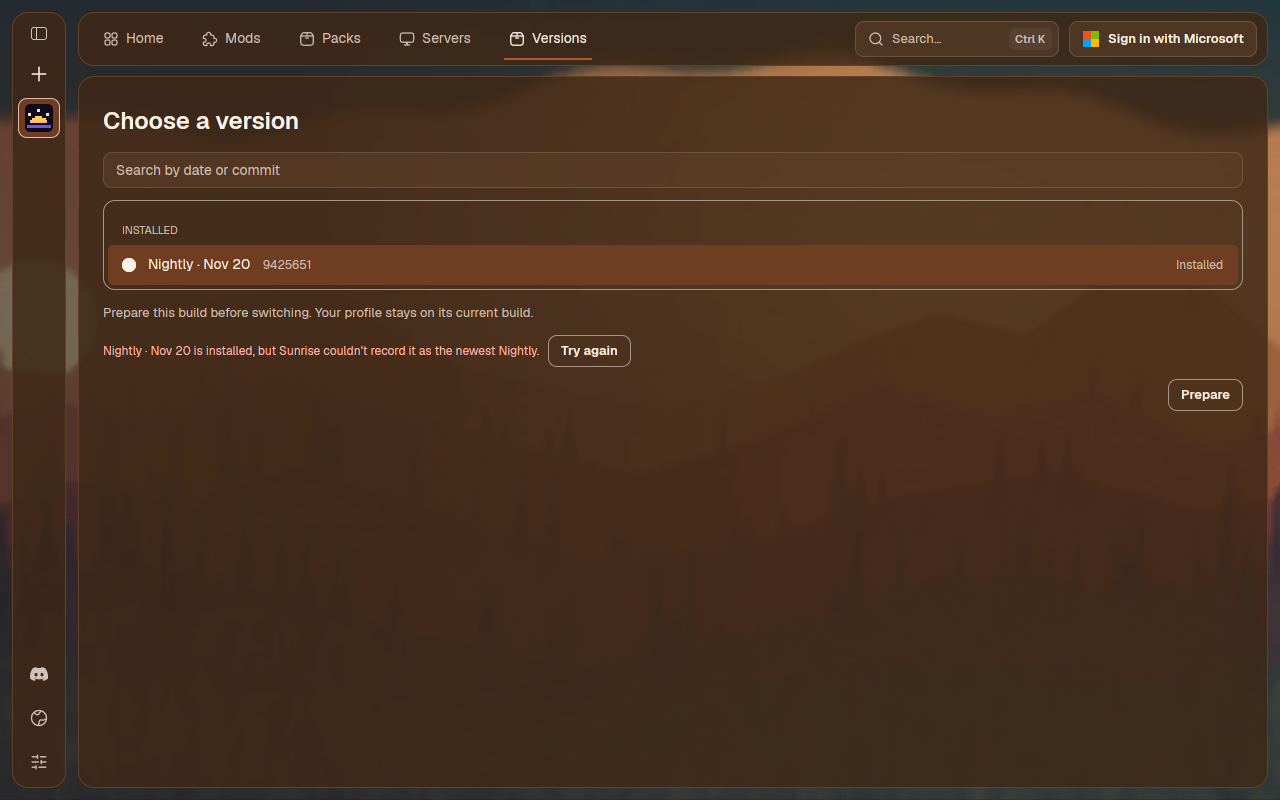 Home
Mods
Packs
Servers
Versions
Search...
Ctrl K
Sign in with Microsoft
Choose a version
Search by date or commit
INSTALLED
Nightly · Nov 20 9425651 Installed
Prepare this build before switching. Your profile stays on its current build.
Nightly · Nov 20 is installed, but Sunrise couldn't record it as the newest Nightly. Try again
Prepare